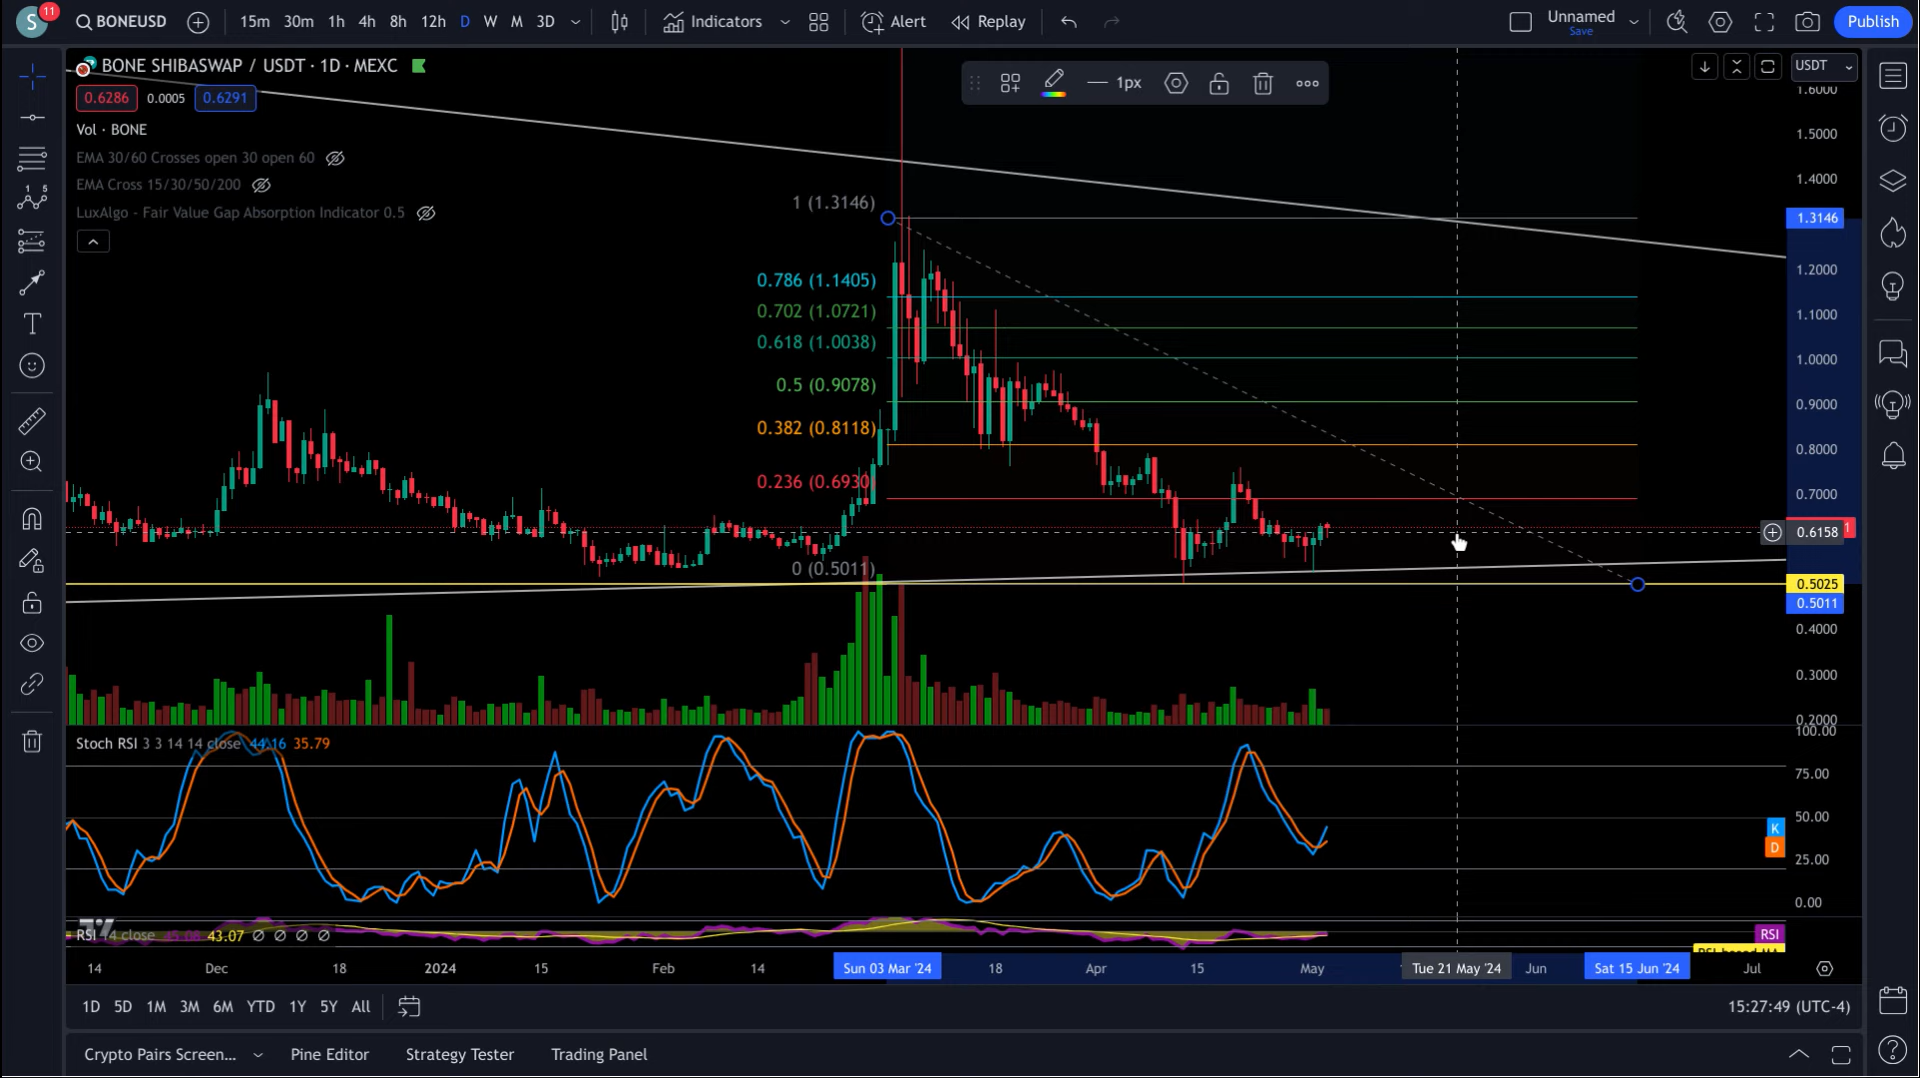 S
11
BONEUSD
15m 30m 1h 4h 8h 12h D W M 3D
Indicators
Alert
Replay
Unnamed
Save
Publish
BONE SHIBASWAP / USDT · 1D · MEXC
1px
USDT
0.6286 0.0005 0.6291
Vol · BONE
EMA 30/60 Crosses open 30 open 60
EMA Cross 15/30/50/200
LuxAlgo - Fair Value Gap Absorption Indicator 0.5
1.6000
1.5000
1.4000
1 (1.3146)
1.3146
0.786 (1.1405)
1.2000
0.702 (1.0721)
1.1000
0.618 (1.0038)
1.0000
0.5 (0.9078)
0.9000
0.382 (0.8118)
0.8000
0.236 (0.6930)
0.7000
0.6158
1
0 (0.5011)
0.5025
0.5011
0.4000
0.3000
0.2000
Stoch RSI 3 3 14 14 close 44.16 35.79
100.00
75.00
50.00
K
D
25.00
0.00
RSI 14 close 45.06 43.07
RSI
RSI-based MA
14 Dec 18 2024 15 Feb 14 Sun 03 Mar '24 18 Apr 15 May Tue 21 May '24 Jun Sat 15 Jun '24 Jul
1D 5D 1M 3M 6M YTD 1Y 5Y All
15:27:49 (UTC-4)
Crypto Pairs Screen... Pine Editor Strategy Tester Trading Panel